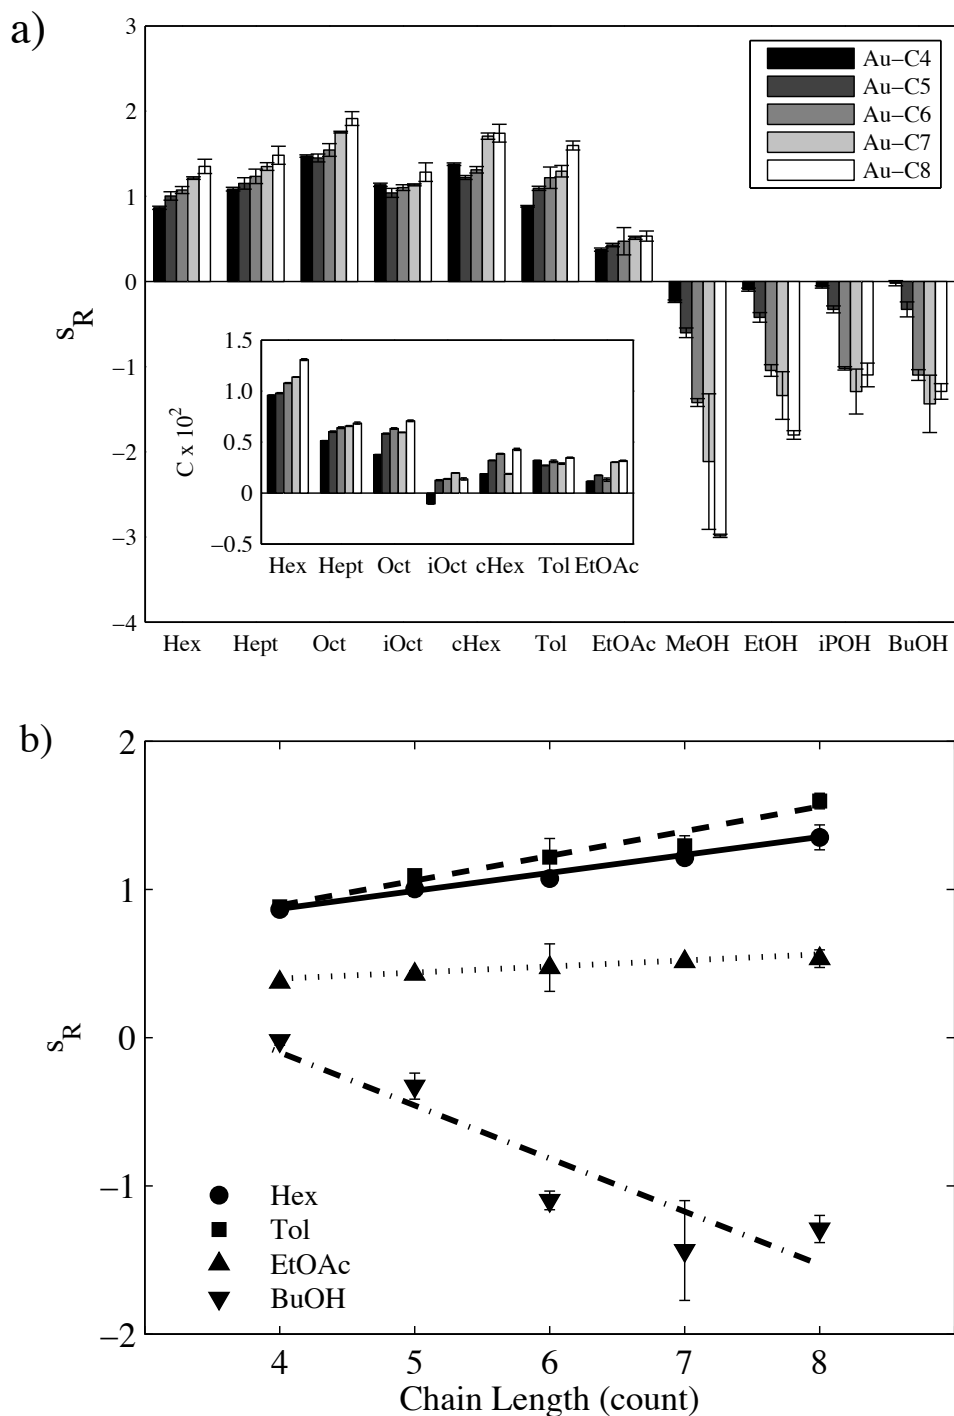 a)
3
2
1
0
−1
−2
−3
−4
s_R
Au−C4
Au−C5
Au−C6
Au−C7
Au−C8
1.5
1.0
0.5
0
−0.5
C x 10^2
Hex Hept Oct iOct cHex Tol EtOAc
Hex Hept Oct iOct cHex Tol EtOAc MeOH EtOH iPOH BuOH
b)
2
1
0
−1
−2
s_R
Hex
Tol
EtOAc
BuOH
4 5 6 7 8
Chain Length (count)